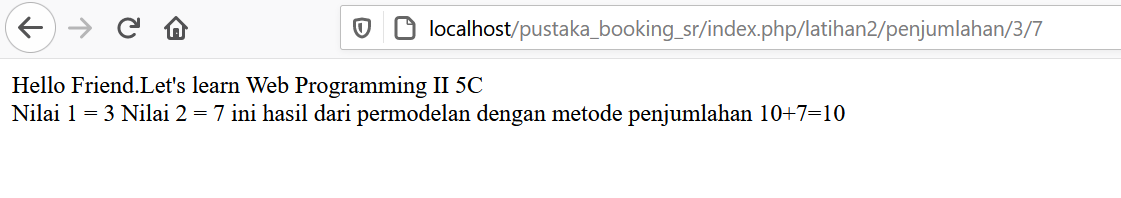 localhost/pustaka_booking_sr/index.php/latihan2/penjumlahan/3/7
Hello Friend.Let's learn Web Programming II 5C
Nilai 1 = 3 Nilai 2 = 7 ini hasil dari permodelan dengan metode penjumlahan 10+7=10